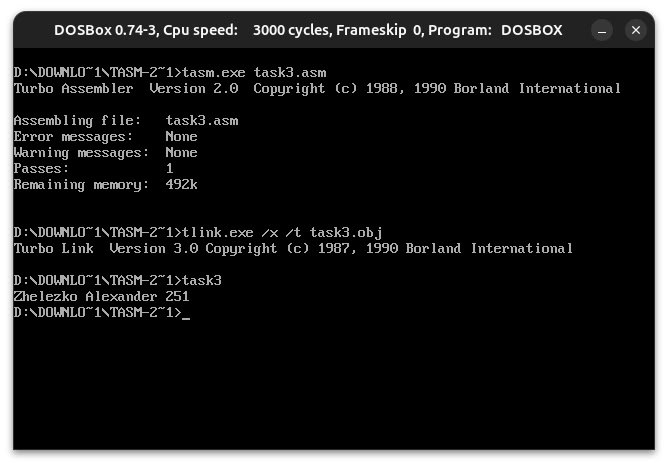 DOSBox 0.74-3, Cpu speed: 3000 cycles, Frameskip 0, Program: DOSBOX
D:\DOWNLO~1\TASM-2~1>tasm.exe task3.asm
Turbo Assembler Version 2.0 Copyright (c) 1988, 1990 Borland International
Assembling file: task3.asm
Error messages: None
Warning messages: None
Passes: 1
Remaining memory: 492k
D:\DOWNLO~1\TASM-2~1>tlink.exe /x /t task3.obj
Turbo Link Version 3.0 Copyright (c) 1987, 1990 Borland International
D:\DOWNLO~1\TASM-2~1>task3
Zhelezko Alexander 251
D:\DOWNLO~1\TASM-2~1>_